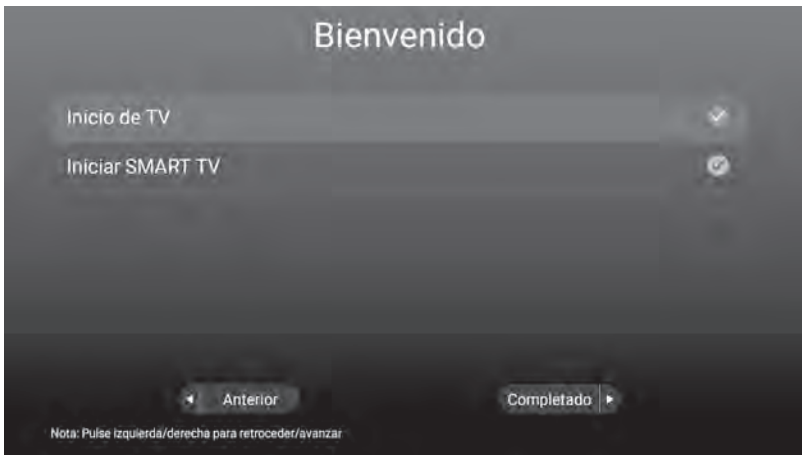 Bienvenido
Inicio de TV
Iniciar SMART TV
Anterior
Completado
Nota: Pulse izquierda/derecha para retroceder/avanzar